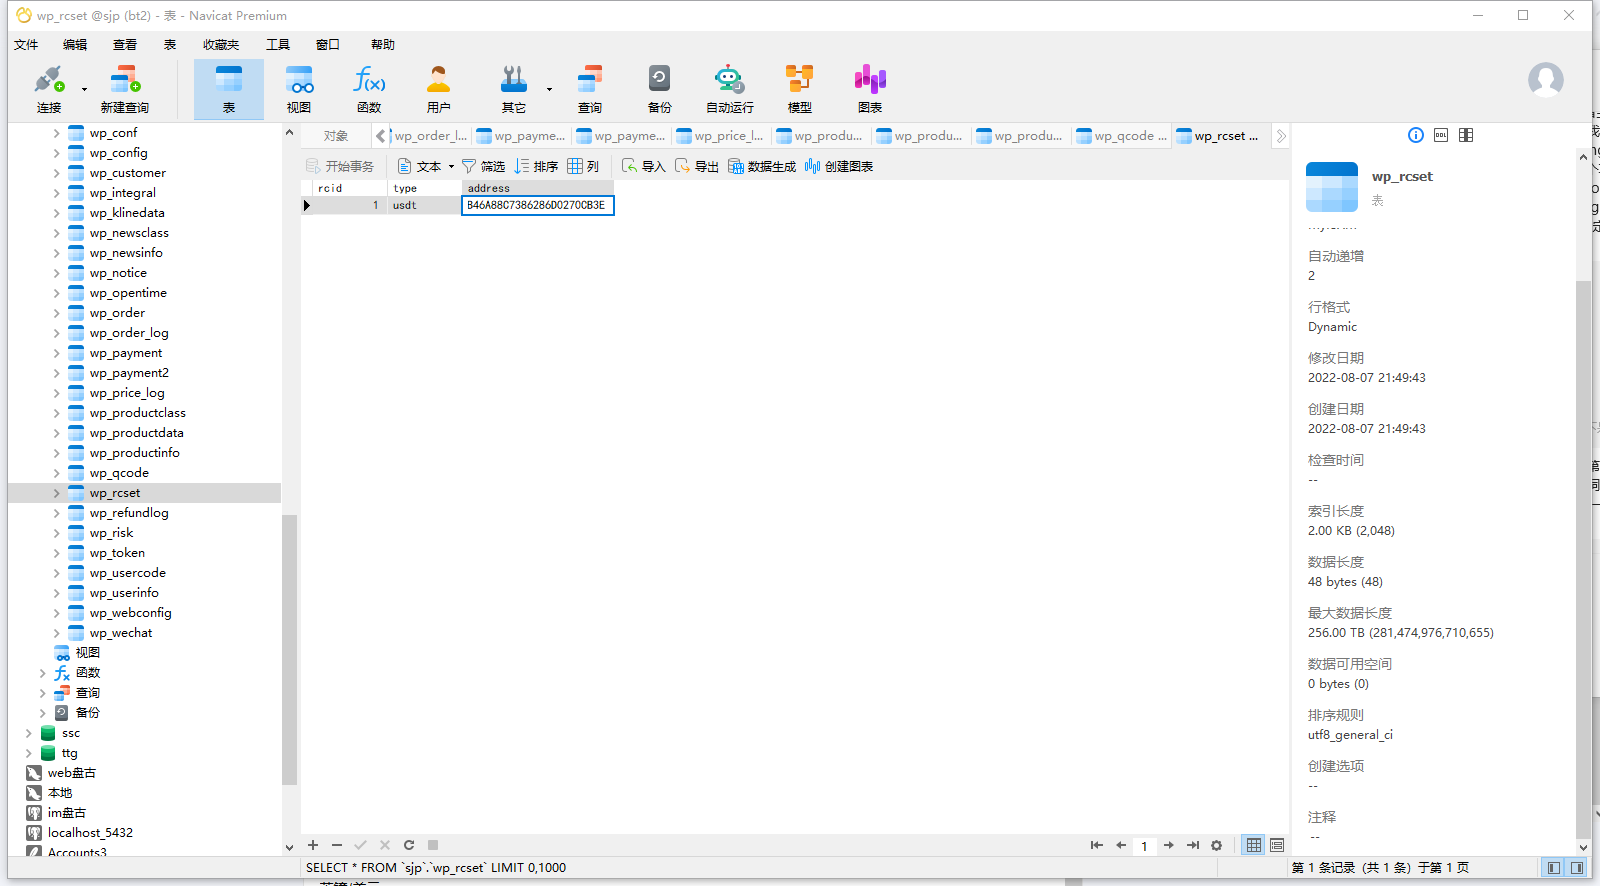 wp_rcset @sjp (bt2) - 表 - Navicat Premium
文件 编辑 查看 表 收藏夹 工具 窗口 帮助
连接 新建查询 表 视图 函数 用户 其它 查询 备份 自动运行 模型 图表
对象 wp_order_l... wp_payme... wp_payme... wp_price_l... wp_produ... wp_produ... wp_produ... wp_qcode ... wp_rcset ...
开始事务 文本 筛选 排序 列 导入 导出 数据生成 创建图表
rcid type address
1 usdt B46A88C7386286D0270CB3E
wp_conf
wp_config
wp_customer
wp_integral
wp_klinedata
wp_newsclass
wp_newsinfo
wp_notice
wp_opentime
wp_order
wp_order_log
wp_payment
wp_payment2
wp_price_log
wp_productclass
wp_productdata
wp_productinfo
wp_qcode
wp_rcset
wp_refundlog
wp_risk
wp_token
wp_usercode
wp_userinfo
wp_webconfig
wp_wechat
视图
函数
查询
备份
ssc
ttg
web盘古
本地
im盘古
localhost_5432
Accounts3
DDL
wp_rcset
表
自动递增
2
行格式
Dynamic
修改日期
2022-08-07 21:49:43
创建日期
2022-08-07 21:49:43
检查时间
--
索引长度
2.00 KB (2,048)
数据长度
48 bytes (48)
最大数据长度
256.00 TB (281,474,976,710,655)
数据可用空间
0 bytes (0)
排序规则
utf8_general_ci
创建选项
--
注释
--
1
SELECT * FROM `sjp`.`wp_rcset` LIMIT 0,1000
第 1 条记录（共 1 条）于第 1 页